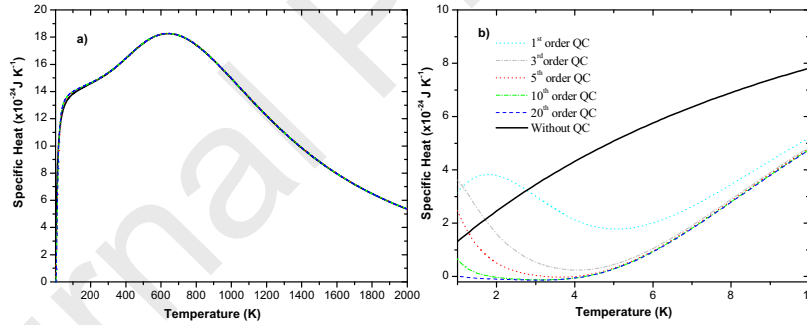 a)
Specific Heat (x10⁻²⁴J K⁻¹)
20
18
16
14
12
10
8
6
4
2
0
200 400 600 800 1000 1200 1400 1600 1800 2000
Temperature (K)
b)
Specific Heat (x10⁻²⁴J K⁻¹)
10
8
6
4
2
0
2 4 6 8 10
Temperature (K)
1st order QC
3rd order QC
5th order QC
10th order QC
20th order QC
Without QC